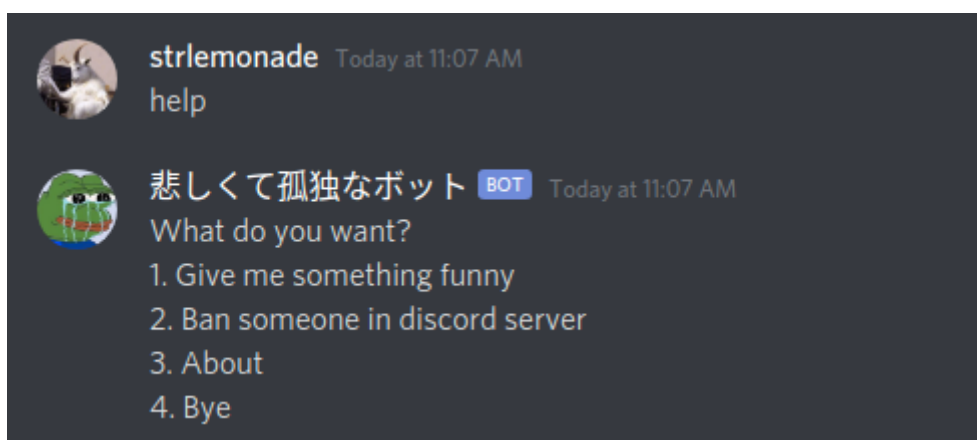 strlemonade Today at 11:07 AM
help
悲しくて孤独なボット BOT Today at 11:07 AM
What do you want?
1. Give me something funny
2. Ban someone in discord server
3. About
4. Bye